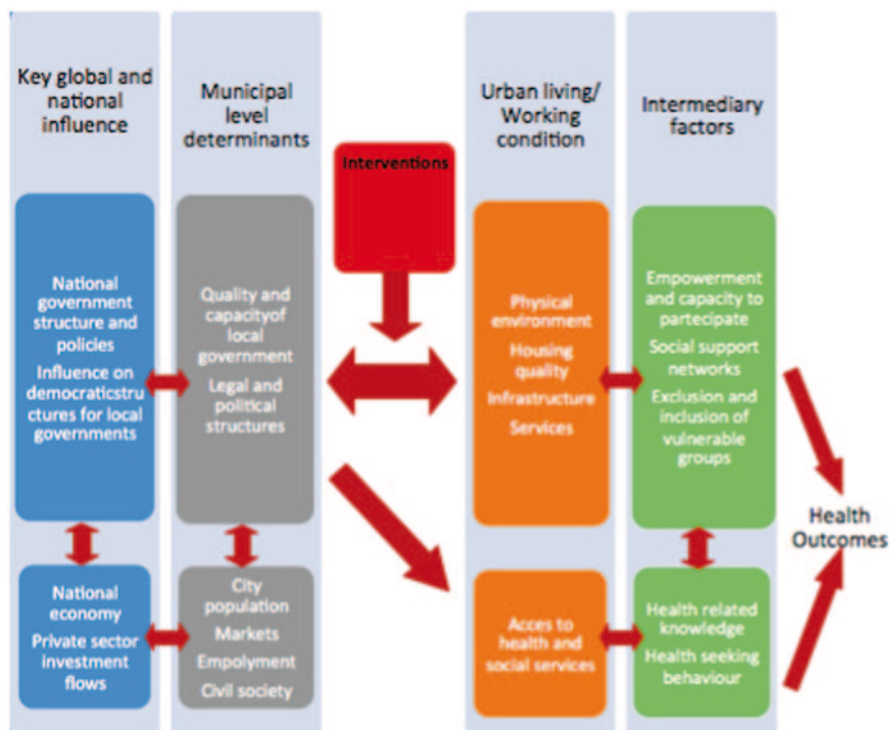 Key global and
national
influence
Municipal
level
determinants
Interventions
Urban living/
Working
condition
Intermediary
factors
National
government
structure and
policies
Influence on
democraticstru
ctures for local
governments
Quality and
capacityof
local
government
Legal and
political
structures
Physical
environment
Housing
quality
Infrastructure
Services
Empowerment
and capacity to
partecipate
Social support
networks
Exclusion and
inclusion of
vulnerable
groups
Health
Outcomes
National
economy
Private sector
investment
flows
City
population
Markets
Empolyment
Civil society
Acces to
health and
social services
Health related
knowledge
Health seeking
behaviour